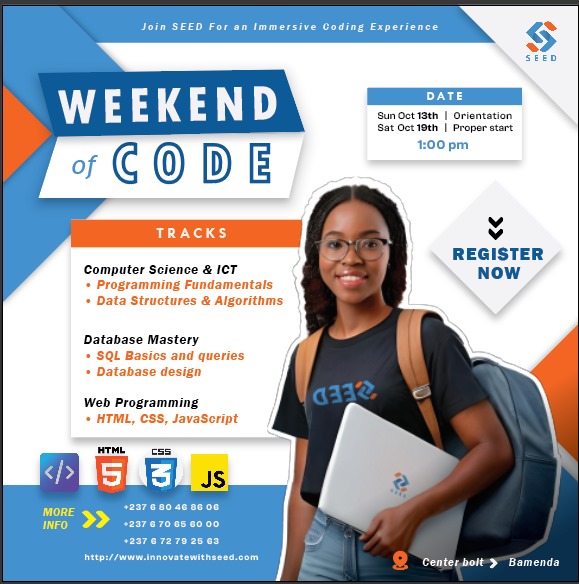 Join SEED For an Immersive Coding Experience
SEED
WEEKEND
of CODE
DATE
Sun Oct 13th | Orientation
Sat Oct 19th | Proper start
1:00 pm
TRACKS
Computer Science & ICT
• Programming Fundamentals
• Data Structures & Algorithms
Database Mastery
• SQL Basics and queries
• Database design
Web Programming
• HTML, CSS, JavaScript
REGISTER
NOW
SEED
SEED
</>
HTML
5
CSS
3
JS
MORE
INFO
+237 6 80 46 86 06
+237 6 70 65 60 00
+237 6 72 79 25 63
http://www.innovatewithseed.com
Center bolt > Bamenda